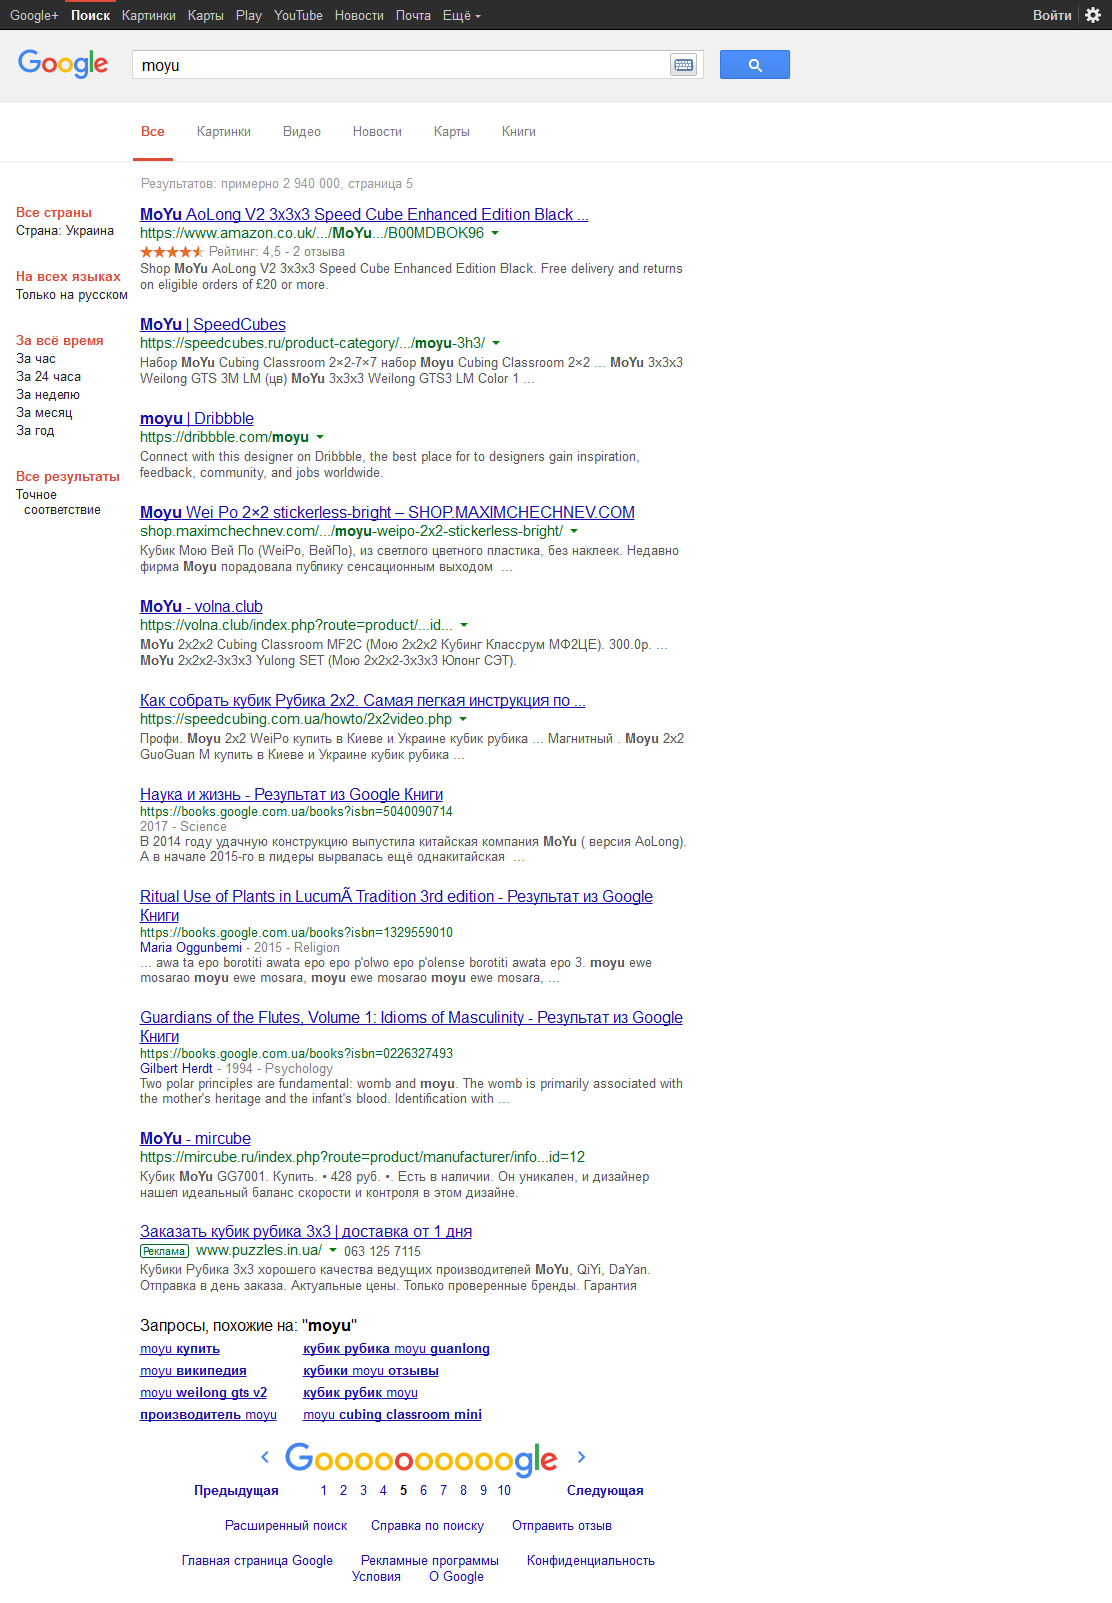 Google+ Поиск Картинки Карты Play YouTube Новости Почта Ещё Войти
Google moyu
Все Картинки Видео Новости Карты Книги
Результатов: примерно 2 940 000, страница 5
Все страны
Страна: Украина
На всех языках
Только на русском
За всё время
За час
За 24 часа
За неделю
За месяц
За год
Все результаты
Точное
соответствие
MoYu AoLong V2 3x3x3 Speed Cube Enhanced Edition Black ...
https://www.amazon.co.uk/.../MoYu.../B00MDBOK96
Рейтинг: 4,5 - 2 отзыва
Shop MoYu AoLong V2 3x3x3 Speed Cube Enhanced Edition Black. Free delivery and returns
on eligible orders of £20 or more.
MoYu | SpeedCubes
https://speedcubes.ru/product-category/.../moyu-3h3/
Набор MoYu Cubing Classroom 2×2-7×7 набор Moyu Cubing Classroom 2×2 ... MoYu 3x3x3
Weilong GTS 3M LM (цв) MoYu 3x3x3 Weilong GTS3 LM Color 1 ...
moyu | Dribbble
https://dribbble.com/moyu
Connect with this designer on Dribbble, the best place for to designers gain inspiration,
feedback, community, and jobs worldwide.
Moyu Wei Po 2×2 stickerless-bright – SHOP.MAXIMCHECHNEV.COM
shop.maximchechnev.com/.../moyu-weipo-2x2-stickerless-bright/
Кубик Мою Вей По (WeiPo, ВейПо), из светлого цветного пластика, без наклеек. Недавно
фирма Moyu порадовала публику сенсационным выходом ...
MoYu - volna.club
https://volna.club/index.php?route=product/...id...
MoYu 2x2x2 Cubing Classroom MF2C (Мою 2x2x2 Кубинг Классрум МФ2ЦЕ). 300.0р. ...
MoYu 2x2x2-3x3x3 Yulong SET (Мою 2x2x2-3x3x3 Юлонг СЭТ).
Как собрать кубик Рубика 2x2. Самая легкая инструкция по ...
https://speedcubing.com.ua/howto/2x2video.php
Профи. Moyu 2x2 WeiPo купить в Киеве и Украине кубик рубика ... Магнитный . Moyu 2x2
GuoGuan M купить в Киеве и Украине кубик рубика ...
Наука и жизнь - Результат из Google Книги
https://books.google.com.ua/books?isbn=5040090714
2017 - Science
В 2014 году удачную конструкцию выпустила китайская компания MoYu ( версия AoLong).
А в начале 2015-го в лидеры вырвалась ещё однакитайская ...
Ritual Use of Plants in LucumÃ Tradition 3rd edition - Результат из Google
Книги
https://books.google.com.ua/books?isbn=1329559010
Maria Oggunbemi - 2015 - Religion
... awa ta epo borotiti awata epo epo p'olwo epo p'olense borotiti awata epo 3. moyu ewe
mosarao moyu ewe mosara, moyu ewe mosarao moyu ewe mosara, ...
Guardians of the Flutes, Volume 1: Idioms of Masculinity - Результат из Google
Книги
https://books.google.com.ua/books?isbn=0226327493
Gilbert Herdt - 1994 - Psychology
Two polar principles are fundamental: womb and moyu. The womb is primarily associated with
the mother's heritage and the infant's blood. Identification with ...
MoYu - mircube
https://mircube.ru/index.php?route=product/manufacturer/info...id=12
Кубик MoYu GG7001. Купить. • 428 руб. •. Есть в наличии. Он уникален, и дизайнер
нашел идеальный баланс скорости и контроля в этом дизайне.
Заказать кубик рубика 3x3 | доставка от 1 дня
Реклама www.puzzles.in.ua/ 063 125 7115
Кубики Рубика 3x3 хорошего качества ведущих производителей MoYu, QiYi, DaYan.
Отправка в день заказа. Актуальные цены. Только проверенные бренды. Гарантия
Запросы, похожие на: "moyu"
moyu купить кубик рубика moyu guanlong
moyu википедия кубики moyu отзывы
moyu weilong gts v2 кубик рубик moyu
производитель moyu moyu cubing classroom mini
Goooooooooogle
Предыдущая 1 2 3 4 5 6 7 8 9 10 Следующая
Расширенный поиск Справка по поиску Отправить отзыв
Главная страница Google Рекламные программы Конфиденциальность
Условия О Google